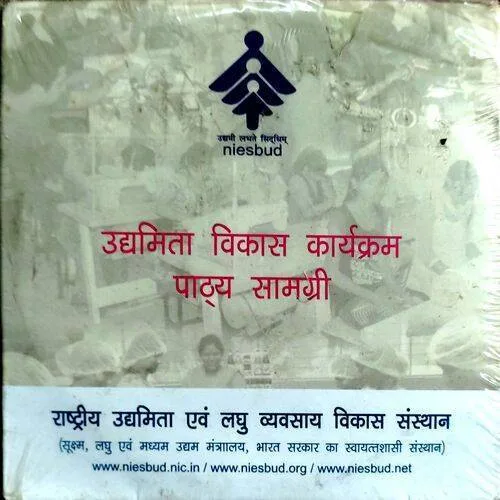 उद्यमी लभते सिद्धिम्
niesbud
उद्यमिता विकास कार्यक्रम
पाठ्य सामग्री
राष्ट्रीय उद्यमिता एवं लघु व्यवसाय विकास संस्थान
(सूक्ष्म, लघु एवं मध्यम उद्यम मंत्राालय, भारत सरकार का स्वायत्तशासी संस्थान)
www.niesbud.nic.in / www.niesbud.org / www.niesbud.net